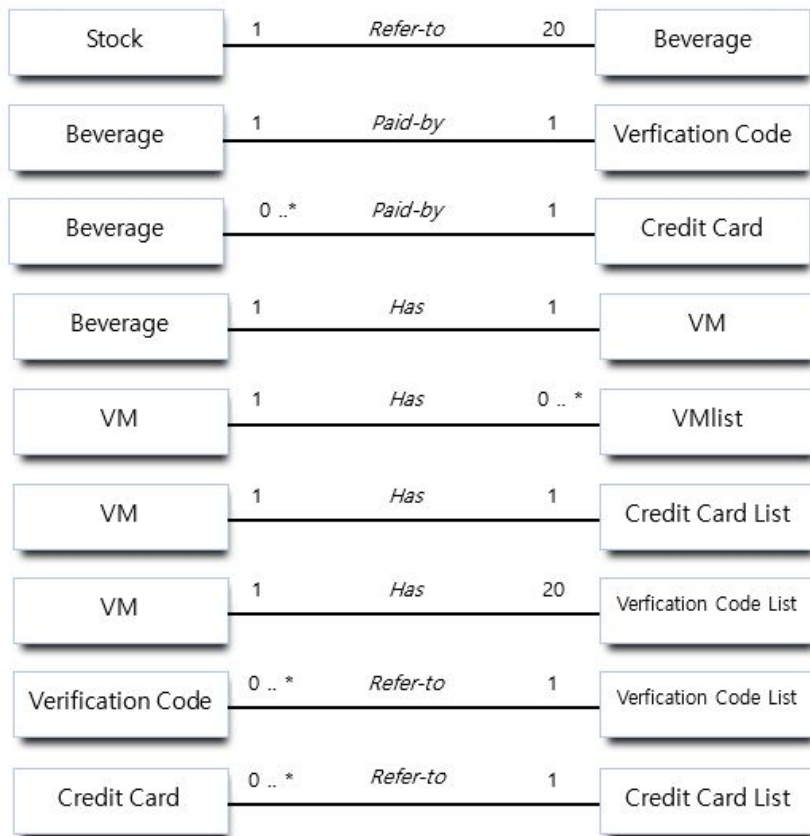 Stock 1 Refer-to 20 Beverage
Beverage 1 Paid-by 1 Verfication Code
Beverage 0 ..* Paid-by 1 Credit Card
Beverage 1 Has 1 VM
VM 1 Has 0 .. * VMlist
VM 1 Has 1 Credit Card List
VM 1 Has 20 Verfication Code List
Verification Code 0 .. * Refer-to 1 Verfication Code List
Credit Card 0 .. * Refer-to 1 Credit Card List